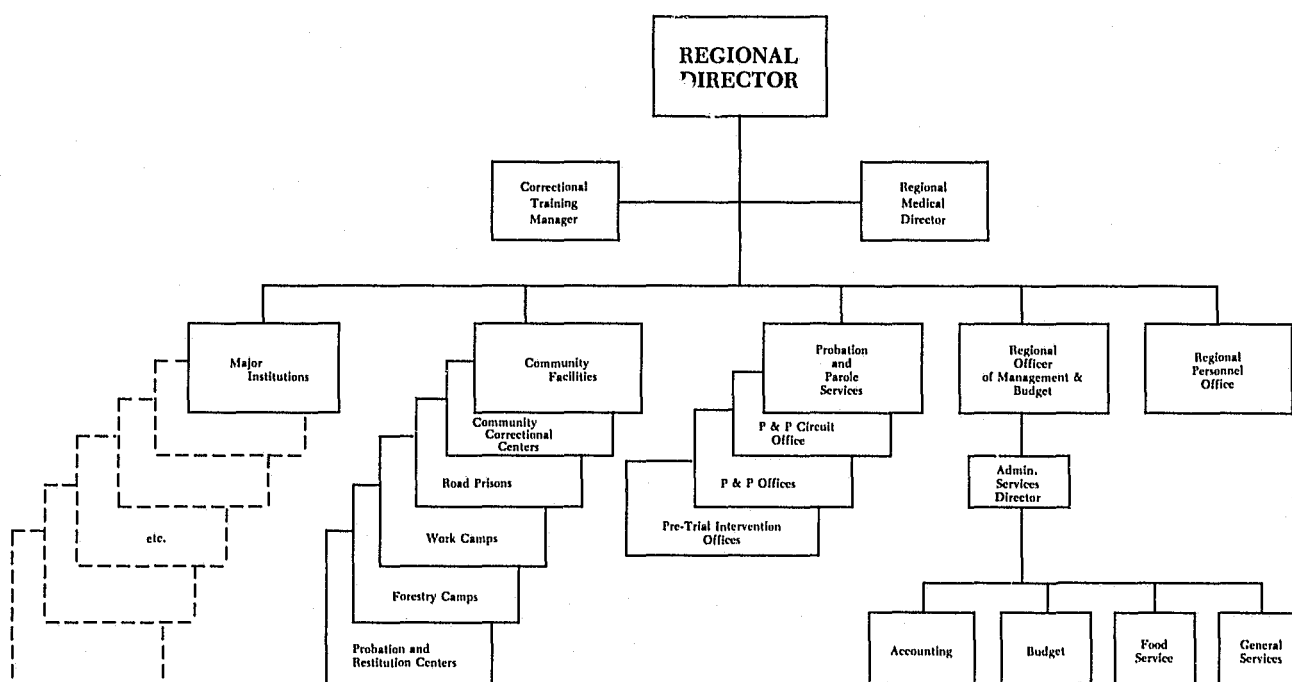 REGIONAL
DIRECTOR
Correctional
Training
Manager
Regional
Medical
Director
Major
Institutions
etc.
Community
Facilities
Community
Correctional
Centers
Road Prisons
Work Camps
Forestry Camps
Probation and
Restitution Centers
Probation
and
Parole
Services
P & P Circuit
Office
P & P Offices
Pre-Trial Intervention
Offices
Regional
Officer
of Management &
Budget
Admin.
Services
Director
Regional
Personnel
Office
Accounting
Budget
Food
Service
General
Services